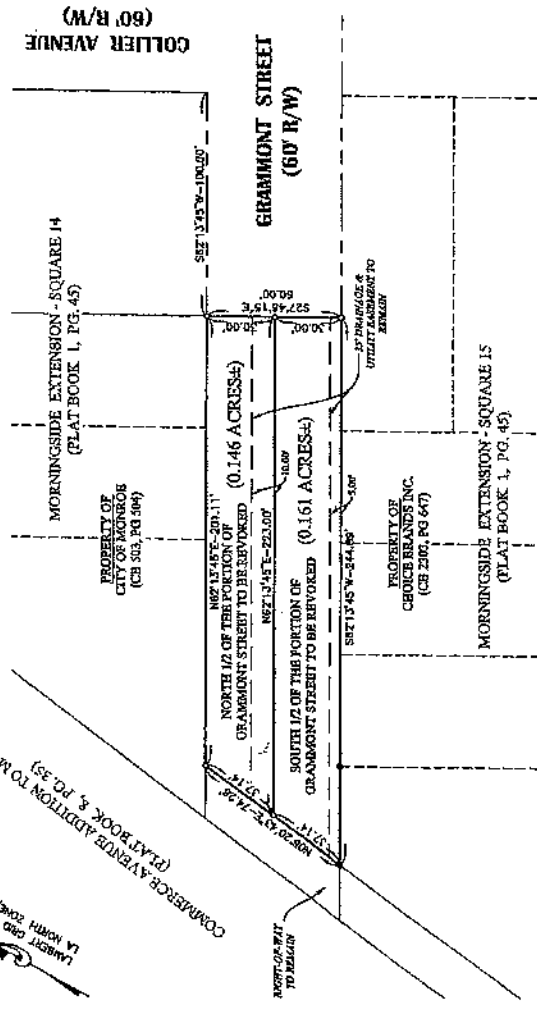 COLLIER AVENUE
(60' R/W)
GRAMMONT STREET
(60' R/W)
MORNINGSIDE EXTENSION - SQUARE 14
(PLAT BOOK 1, PG. 45)
S62°13'45"W-100.00'
PROPERTY OF
CITY OF MONROE
(CB 503, PG 504)
S27°46'15"E
60.00'
30.00'
30.00'
N62°13'45"E-201.11'
NORTH 1/2 OF THE PORTION OF
GRAMMONT STREET TO BE REVOKED
(0.146 ACRES±)
N62°13'45"E-223.00'
10.00'
SOUTH 1/2 OF THE PORTION OF
GRAMMONT STREET TO BE REVOKED
(0.161 ACRES±)
5.00'
15' DRAINAGE &
UTILITY EASEMENT TO
REMAIN
S62°13'45"W-244.89'
37.14'
37.14'
N08°20'43"E-74.28'
PROPERTY OF
CHOICE BRANDS INC.
(CB 2302, PG 647)
MORNINGSIDE EXTENSION - SQUARE 15
(PLAT BOOK 1, PG. 45)
COMMERCE AVENUE ADDITION TO M
(PLAT BOOK 8, PG. 35)
RIGHT-OF-WAY
TO REMAIN
LAMBERT GRID
LA NORTH ZONE